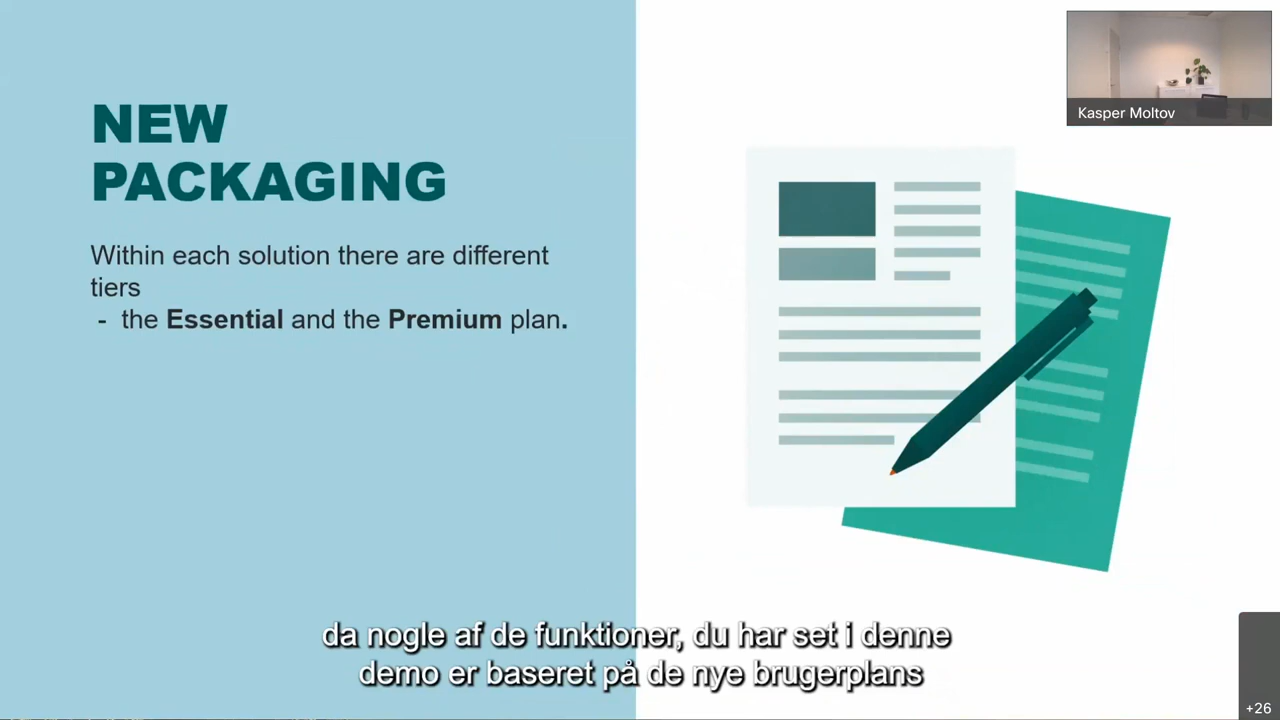 NEW
PACKAGING
Within each solution there are different
tiers
- the Essential and the Premium plan.
Kasper Moltov
da nogle af de funktioner, du har set i denne
demo er baseret på de nye brugerplans
+26